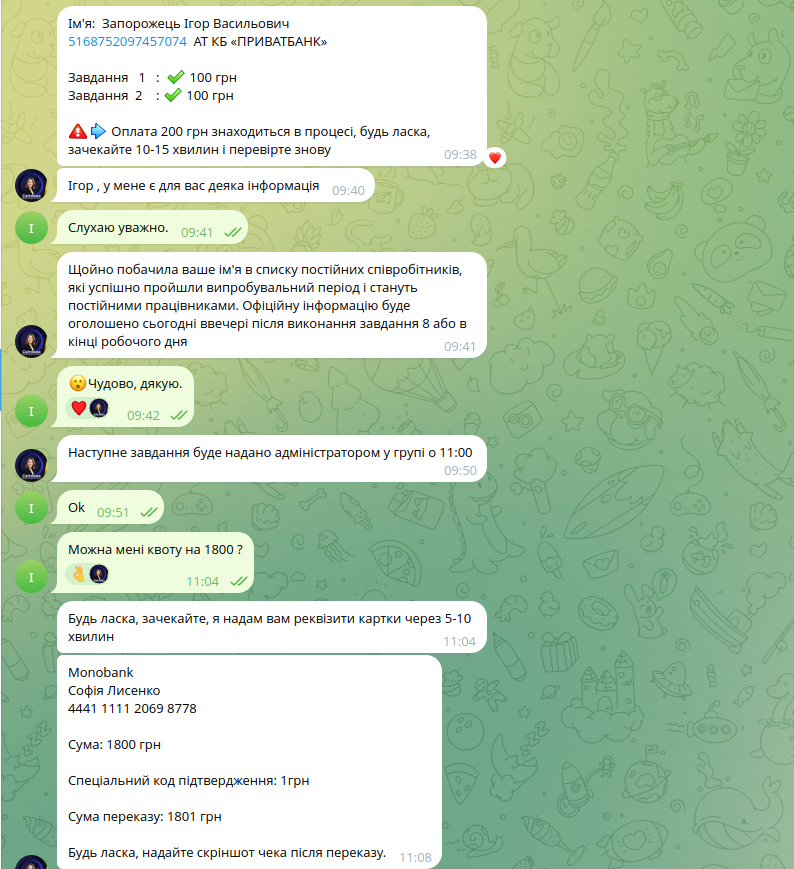 Ім'я: Запорожець Ігор Васильович
5168752097457074 АТ КБ «ПРИВАТБАНК»
Завдання 1 : ✅ 100 грн
Завдання 2 : ✅ 100 грн
⚠️➡️ Оплата 200 грн знаходиться в процесі, будь ласка,
зачекайте 10-15 хвилин і перевірте знову
09:38
Ігор , у мене є для вас деяка інформація 09:40
І
Слухаю уважно. 09:41
Щойно побачила ваше ім'я в списку постійних співробітників,
які успішно пройшли випробувальний період і стануть
постійними працівниками. Офіційну інформацію буде
оголошено сьогодні ввечері після виконання завдання 8 або в
кінці робочого дня
09:41
😮Чудово, дякую.
І
09:42
Наступне завдання буде надано адміністратором у групі о 11:00
09:50
І
Ok 09:51
Можна мені квоту на 1800 ?
І
11:04
Будь ласка, зачекайте, я надам вам реквізити картки через 5-10
хвилин
11:04
Monobank
Софія Лисенко
4441 1111 2069 8778
Сума: 1800 грн
Спеціальний код підтвердження: 1грн
Сума переказу: 1801 грн
Будь ласка, надайте скріншот чека після переказу. 11:08